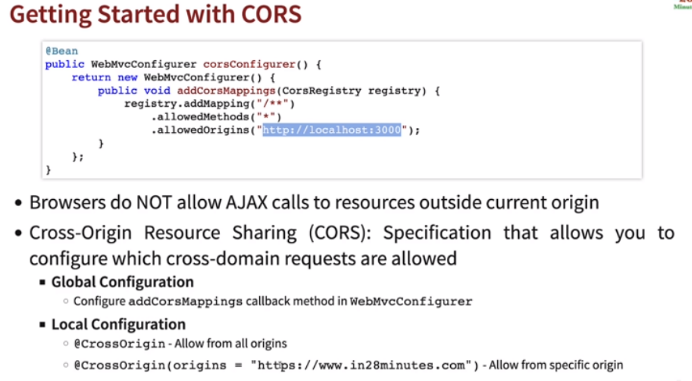 Getting Started with CORS
@Bean
public WebMvcConfigurer corsConfigurer() {
return new WebMvcConfigurer() {
public void addCorsMappings(CorsRegistry registry) {
registry.addMapping("/**")
.allowedMethods("*")
.allowedOrigins("http://localhost:3000");
}
};
}
• Browsers do NOT allow AJAX calls to resources outside current origin
• Cross-Origin Resource Sharing (CORS): Specification that allows you to
configure which cross-domain requests are allowed
▪ Global Configuration
◦ Configure addCorsMappings callback method in WebMvcConfigurer
▪ Local Configuration
◦ @CrossOrigin - Allow from all origins
◦ @CrossOrigin(origins = "https://www.in28minutes.com") - Allow from specific origin